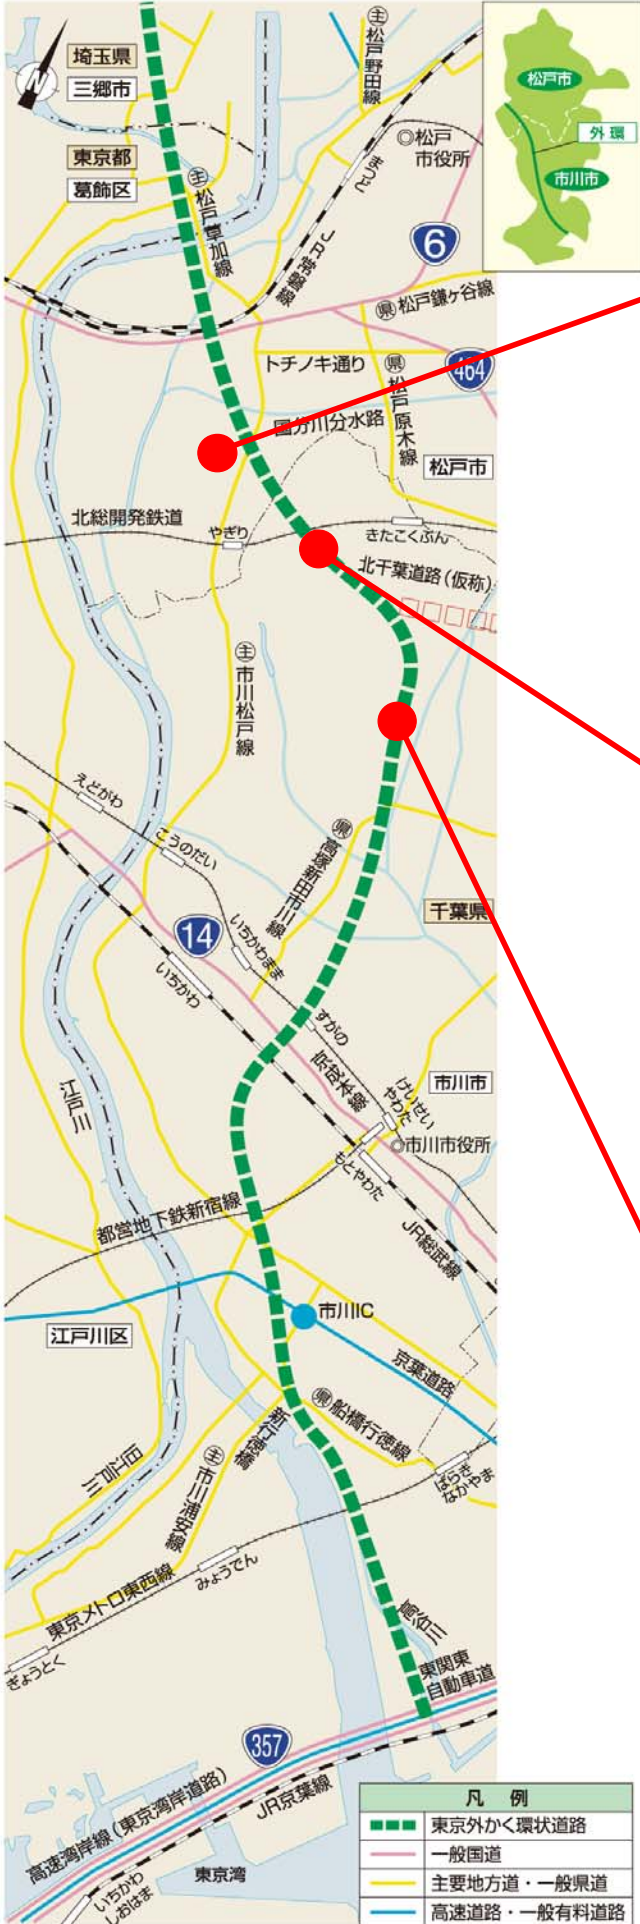 N
埼玉県
三郷市
東京都
葛飾区
主 松戸野田線
◎松戸
市役所
まつど
主 松戸草加線
JR常磐線
6
県 松戸鎌ヶ谷線
トチノキ通り
県 松戸原木線
464
国分川分水路
松戸市
北総開発鉄道
やぎり
きたこくぶん
北千葉道路(仮称)
主 市川松戸線
えどがわ
こうのだい
県 高塚新田市川線
千葉県
14
いちかわまま
いちかわ
すがの
京成本線
江戸川
市川市
けいせい
やわた
◎市川市役所
もとやわた
都営地下鉄新宿線
JR総武線
市川IC
江戸川区
京葉道路
県 船橋行徳線
新行徳橋
旧江戸川
主 市川浦安線
ばらき
なかやま
みょうでん
東京メトロ東西線
ぎょうとく
高谷川
東関東
自動車道
357
高速湾岸線(東京湾岸道路)
JR京葉線
東京湾
いちかわ
しおはま
松戸市
外環
市川市
凡 例
東京外かく環状道路
一般国道
主要地方道・一般県道
高速道路・一般有料道路